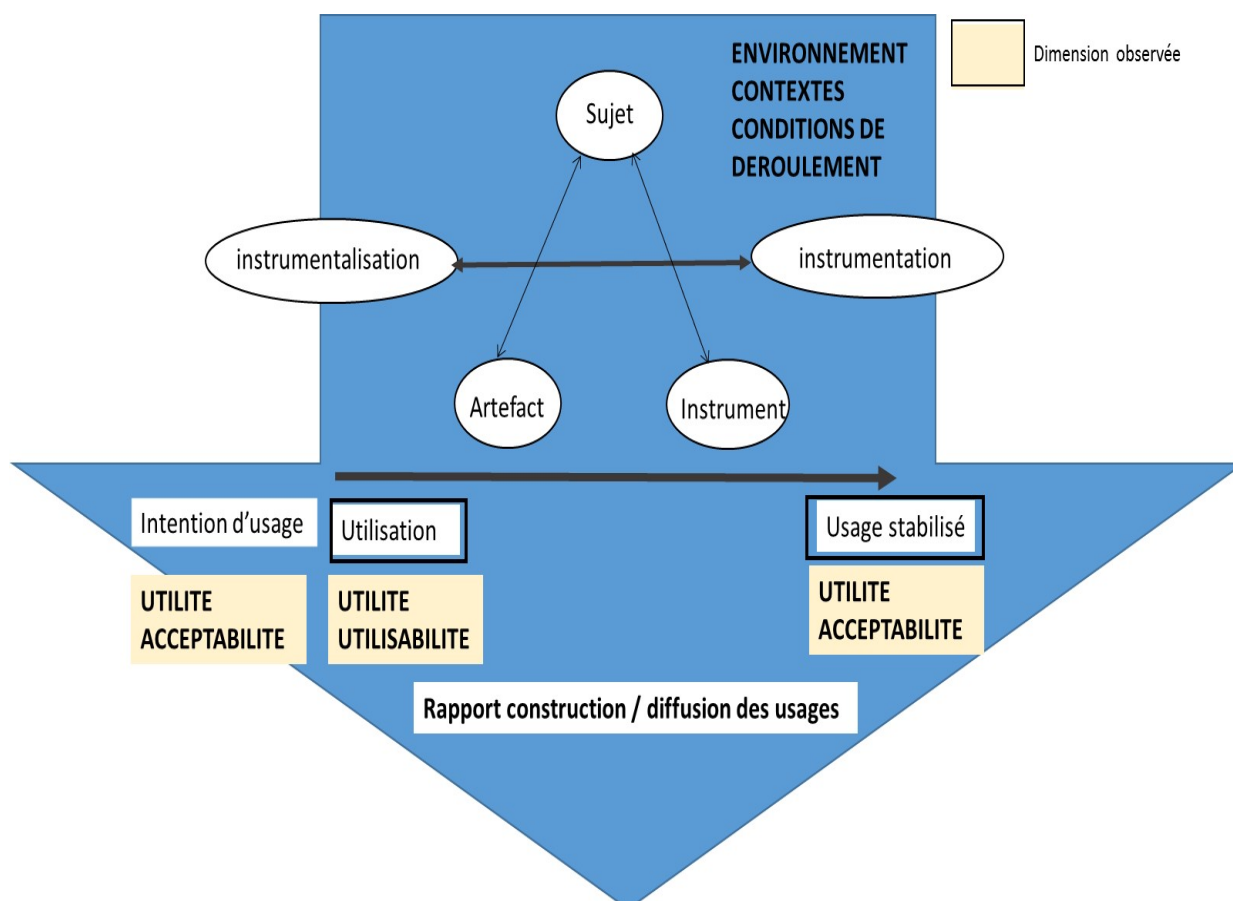 ENVIRONNEMENT
CONTEXTES
CONDITIONS DE
DEROULEMENT
Dimension observée
Sujet
instrumentalisation
instrumentation
Artefact
Instrument
Intention d’usage
Utilisation
Usage stabilisé
UTILITE
ACCEPTABILITE
UTILITE
UTILISABILITE
UTILITE
ACCEPTABILITE
Rapport construction / diffusion des usages